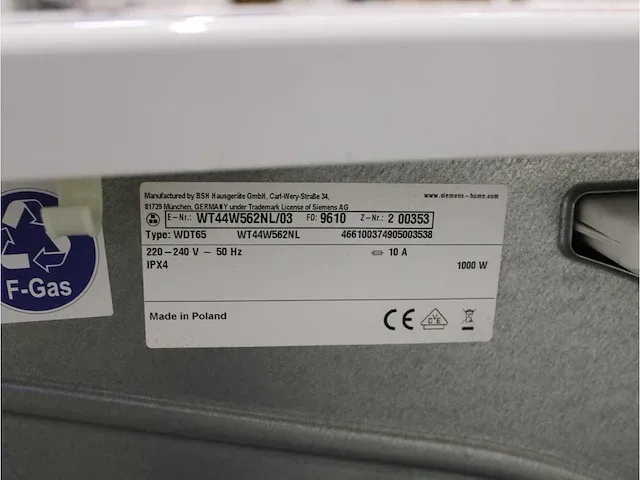 Manufactured by BSH Hausgeräte GmbH, Carl-Wery-Straße 34,
81739 München, GERMANY under Trademark License of Siemens AG
www.siemens-home.com
E-Nr.: WT44W562NL/03 FD: 9610 Z-Nr.: 2 00353
Type: WDT65 WT44W562NL 466100374905003538
220-240 V ~ 50 Hz 10 A
IPX4 1000 W
Made in Poland
CE
VDE
F-Gas